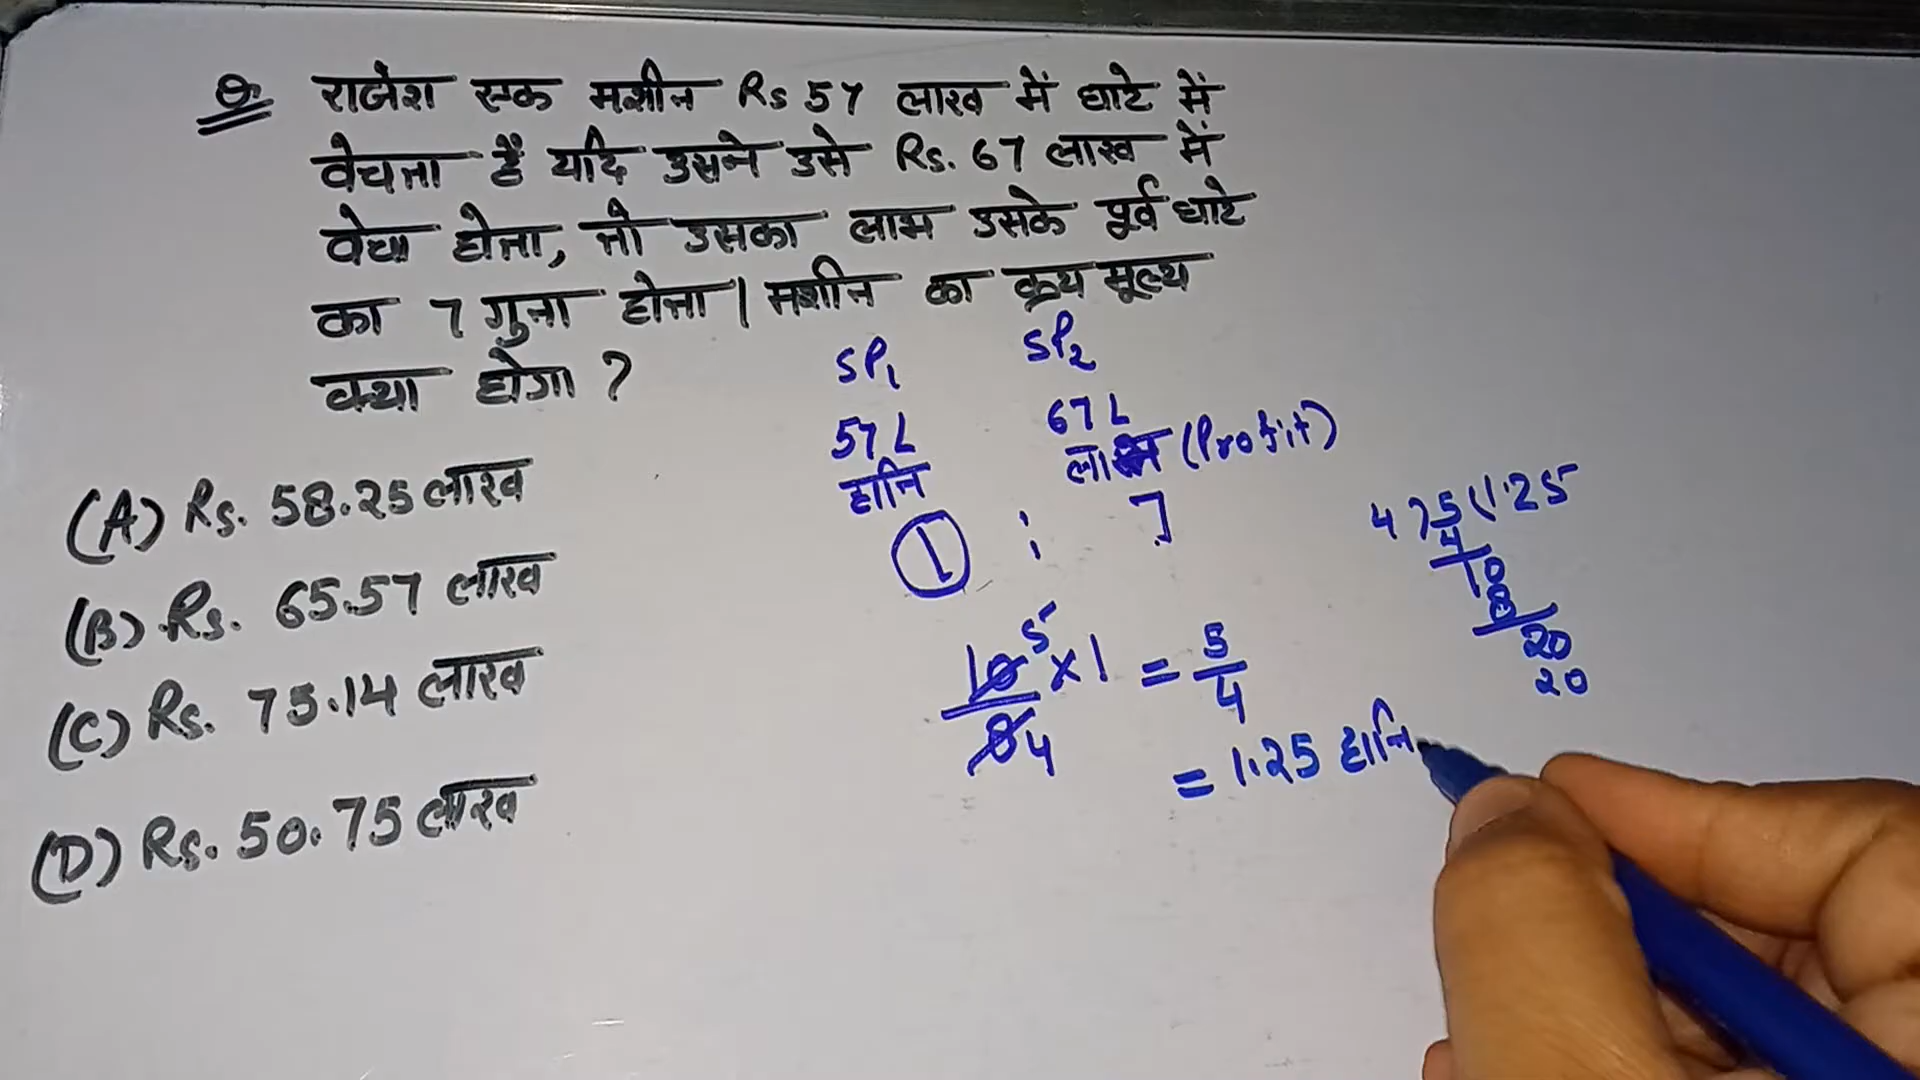 Q. राजेश एक मशीन Rs 57 लाख में घाटे में
बेचता है यदि उसने उसे Rs. 67 लाख में
बेचा होता, तो उसका लाभ उसके पूर्व घाटे
का 7 गुना होता। मशीन का क्रय मूल्य
क्या होगा ?
(A) Rs. 58.25 लाख
(B) Rs. 65.57 लाख
(C) Rs. 75.14 लाख
(D) Rs. 50.75 लाख
SP₁ SP₂
57 L 67 L
हानि लाभ (Profit)
1 : 7
10 5 × 1 = 5
8 4 4
= 1.25 हानि
4 ) 5 ( 1.25
4
10
8
20
20